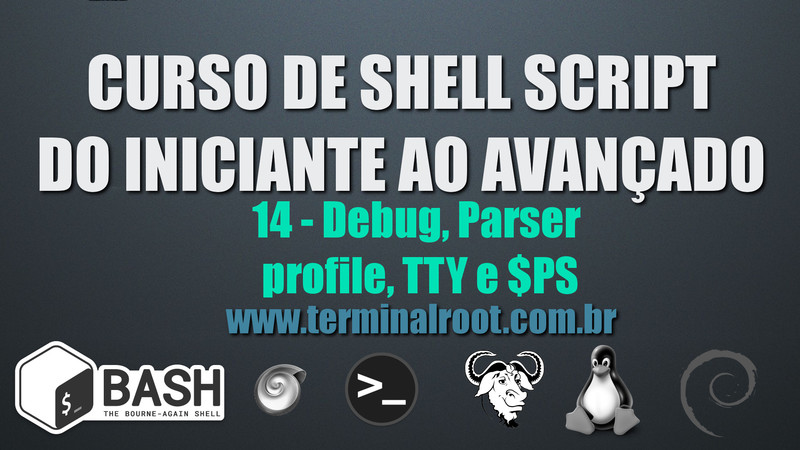 CURSO DE SHELL SCRIPT
DO INICIANTE AO AVANÇADO
14 - Debug, Parser
profile, TTY e $PS
www.terminalroot.com.br
$_
BASH
THE BOURNE-AGAIN SHELL
>_